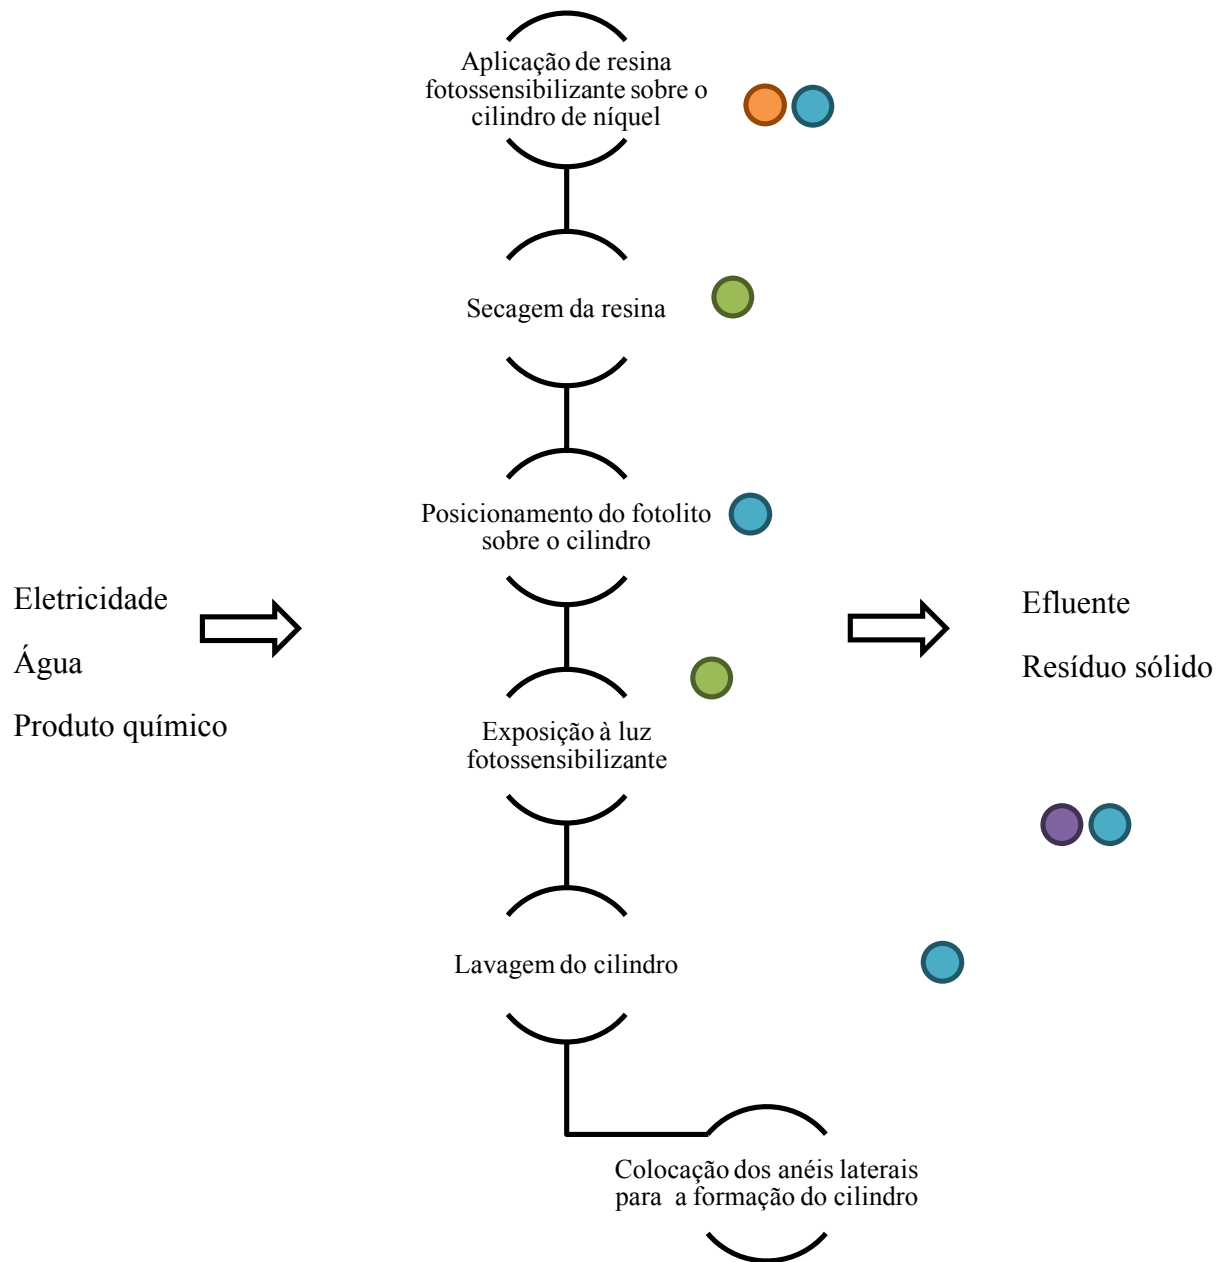 Aplicação de resina
fotossensibilizante sobre o
cilindro de níquel
Secagem da resina
Posicionamento do fotolito
sobre o cilindro
Eletricidade
Água
Produto químico
Efluente
Resíduo sólido
Exposição à luz
fotossensibilizante
Lavagem do cilindro
Colocação dos anéis laterais
para a formação do cilindro